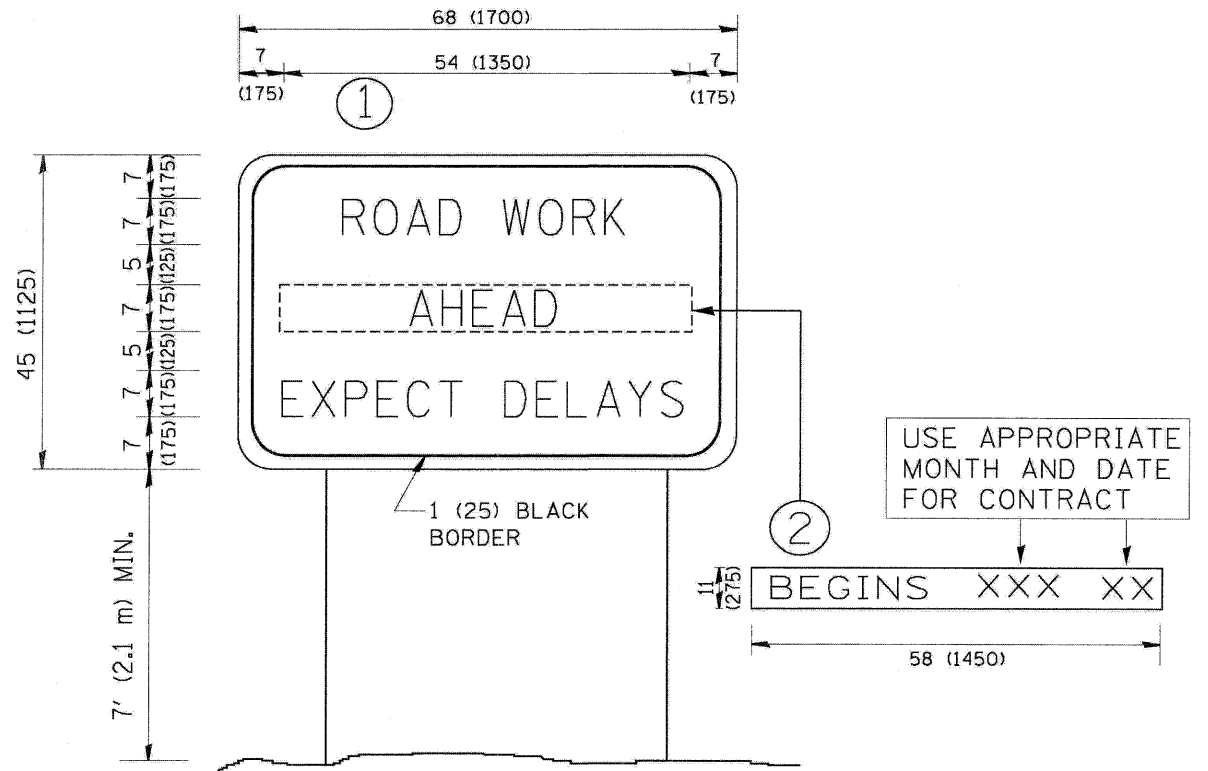 68 (1700)
7
54 (1350)
7
(175)
(175)
1
45 (1125)
7 (175)
7 (175)
5 (125)
7 (175)
5 (125)
7 (175)
7 (175)
ROAD WORK
AHEAD
EXPECT DELAYS
1 (25) BLACK
BORDER
7' (2.1 m) MIN.
USE APPROPRIATE
MONTH AND DATE
FOR CONTRACT
2
11
(275)
BEGINS XXX XX
58 (1450)